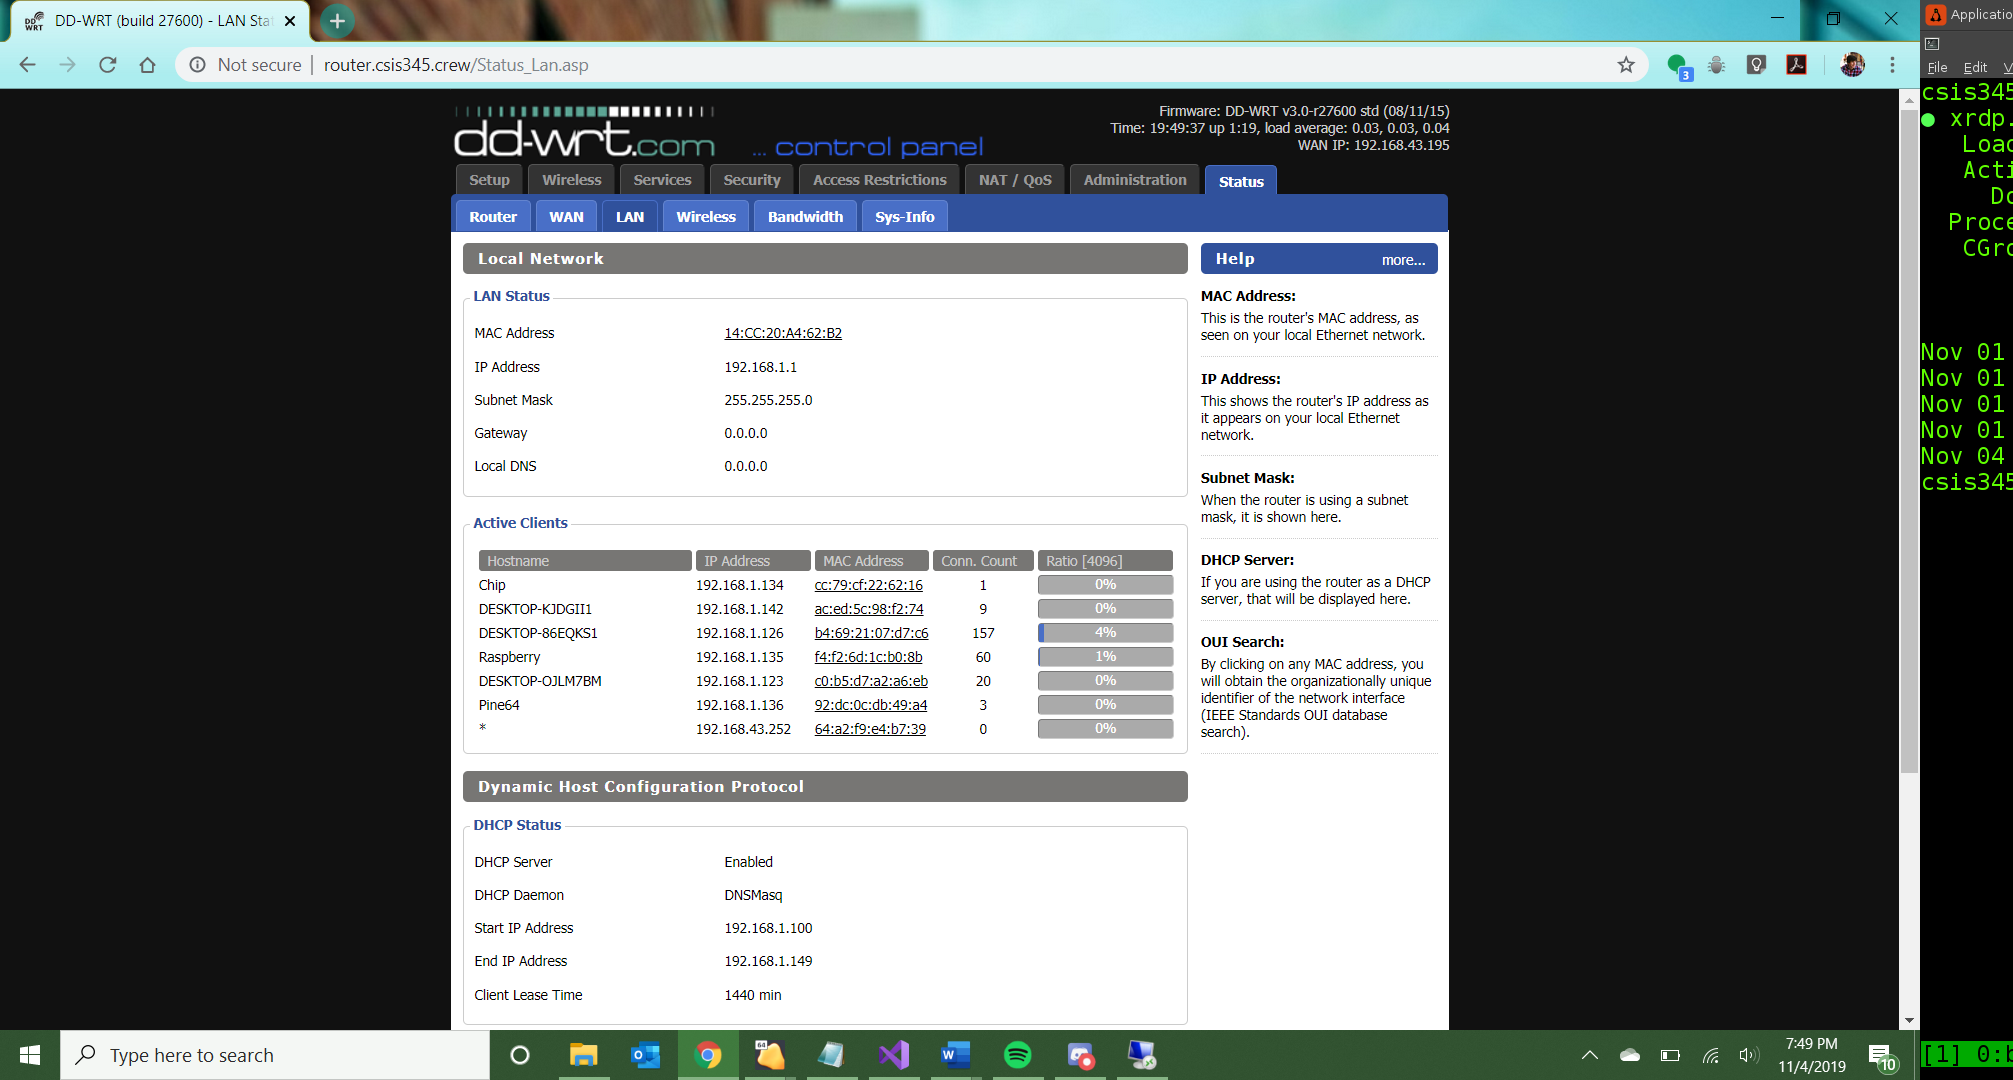 DD-WRT (build 27600) - LAN Stat
Applicatio
Not secure | router.csis345.crew/Status_Lan.asp
3
File Edit V
dd-wrt.com ... control panel
Firmware: DD-WRT v3.0-r27600 std (08/11/15)
Time: 19:49:37 up 1:19, load average: 0.03, 0.03, 0.04
WAN IP: 192.168.43.195
Setup Wireless Services Security Access Restrictions NAT / QoS Administration Status
Router WAN LAN Wireless Bandwidth Sys-Info
Local Network
LAN Status
MAC Address 14:CC:20:A4:62:B2
IP Address 192.168.1.1
Subnet Mask 255.255.255.0
Gateway 0.0.0.0
Local DNS 0.0.0.0
Active Clients
Hostname IP Address MAC Address Conn. Count Ratio [4096]
Chip 192.168.1.134 cc:79:cf:22:62:16 1 0%
DESKTOP-KJDGII1 192.168.1.142 ac:ed:5c:98:f2:74 9 0%
DESKTOP-86EQKS1 192.168.1.126 b4:69:21:07:d7:c6 157 4%
Raspberry 192.168.1.135 f4:f2:6d:1c:b0:8b 60 1%
DESKTOP-OJLM7BM 192.168.1.123 c0:b5:d7:a2:a6:eb 20 0%
Pine64 192.168.1.136 92:dc:0c:db:49:a4 3 0%
* 192.168.43.252 64:a2:f9:e4:b7:39 0 0%
Dynamic Host Configuration Protocol
DHCP Status
DHCP Server Enabled
DHCP Daemon DNSMasq
Start IP Address 192.168.1.100
End IP Address 192.168.1.149
Client Lease Time 1440 min
Help more...
MAC Address:
This is the router's MAC address, as
seen on your local Ethernet network.
IP Address:
This shows the router's IP address as
it appears on your local Ethernet
network.
Subnet Mask:
When the router is using a subnet
mask, it is shown here.
DHCP Server:
If you are using the router as a DHCP
server, that will be displayed here.
OUI Search:
By clicking on any MAC address, you
will obtain the organizationally unique
identifier of the network interface
(IEEE Standards OUI database
search).
csis345
● xrdp.
Load
Acti
Do
Proce
CGro
Nov 01
Nov 01
Nov 01
Nov 01
Nov 04
csis345
[1] 0:b
Type here to search
64
7:49 PM
11/4/2019
10